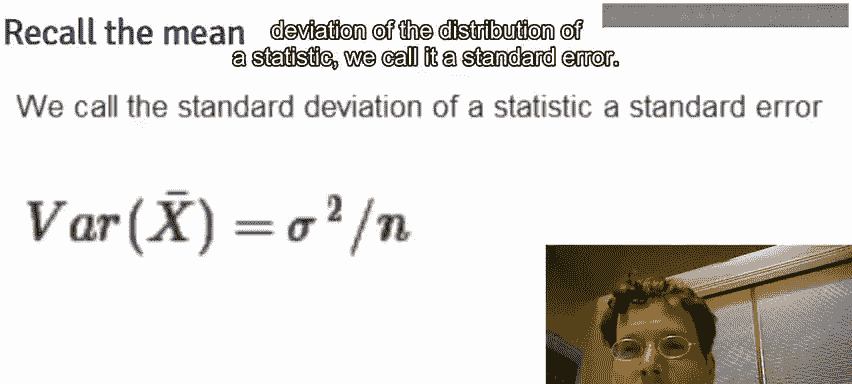 Recall the mean
deviation of the distribution of
a statistic, we call it a standard error.
We call the standard deviation of a statistic a standard error
Var(X̄) = σ²/n